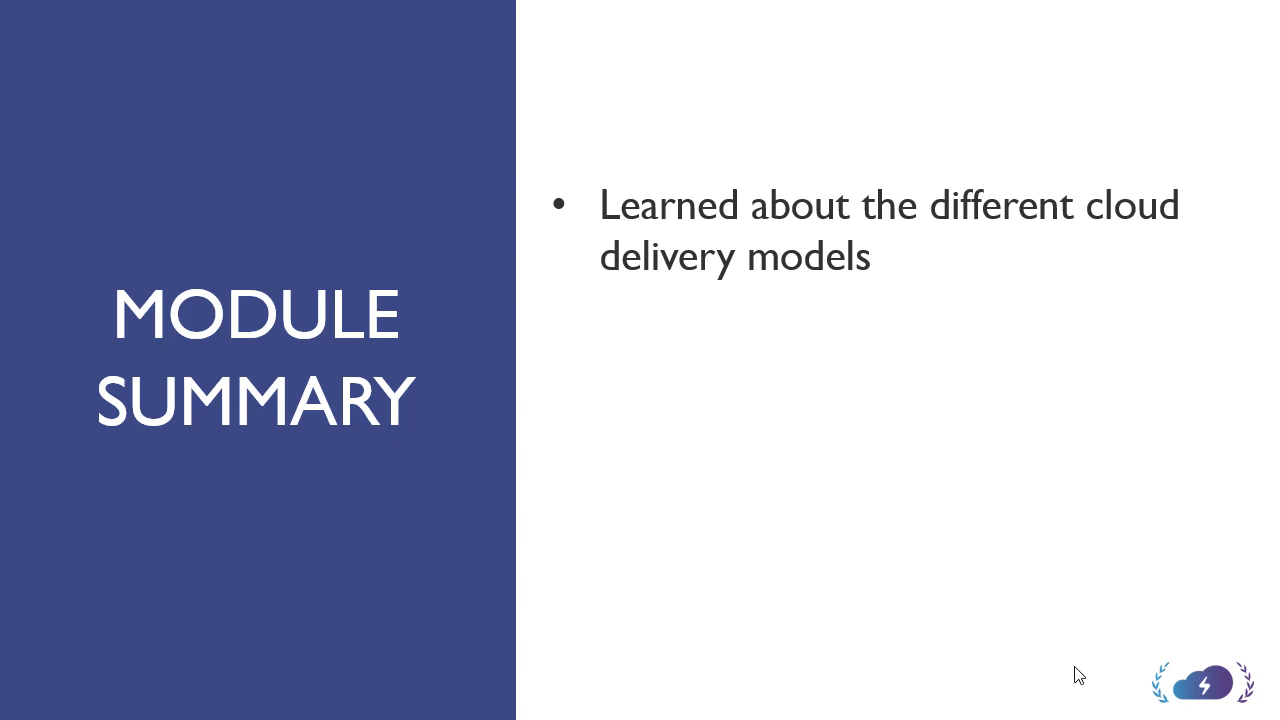 MODULE
SUMMARY
• Learned about the different cloud
delivery models